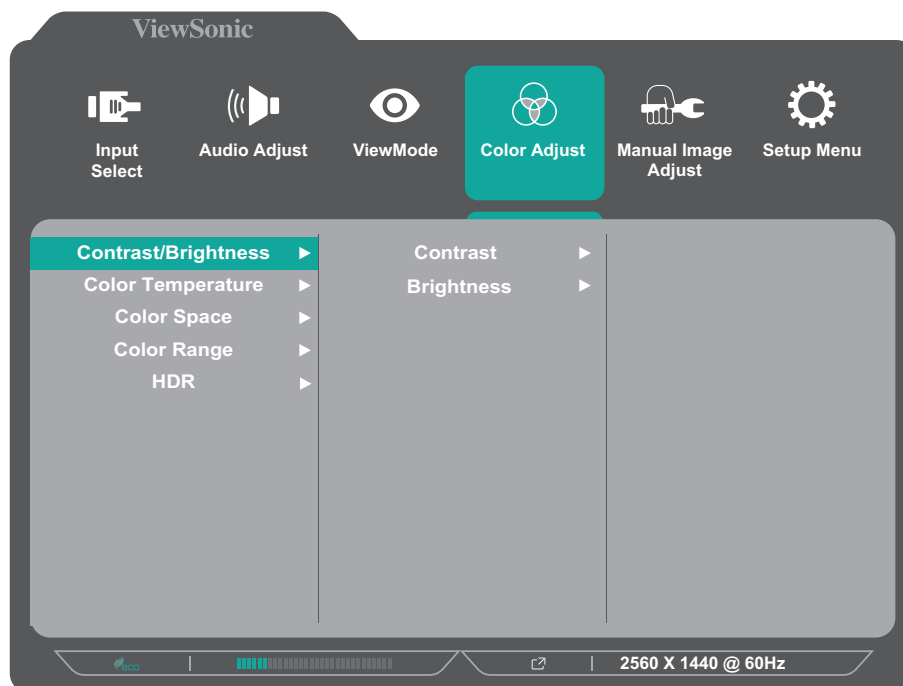 ViewSonic
Input
Select
Audio Adjust
ViewMode
Color Adjust
Manual Image
Adjust
Setup Menu
Contrast/Brightness
Color Temperature
Color Space
Color Range
HDR
Contrast
Brightness
eco
2560 X 1440 @ 60Hz